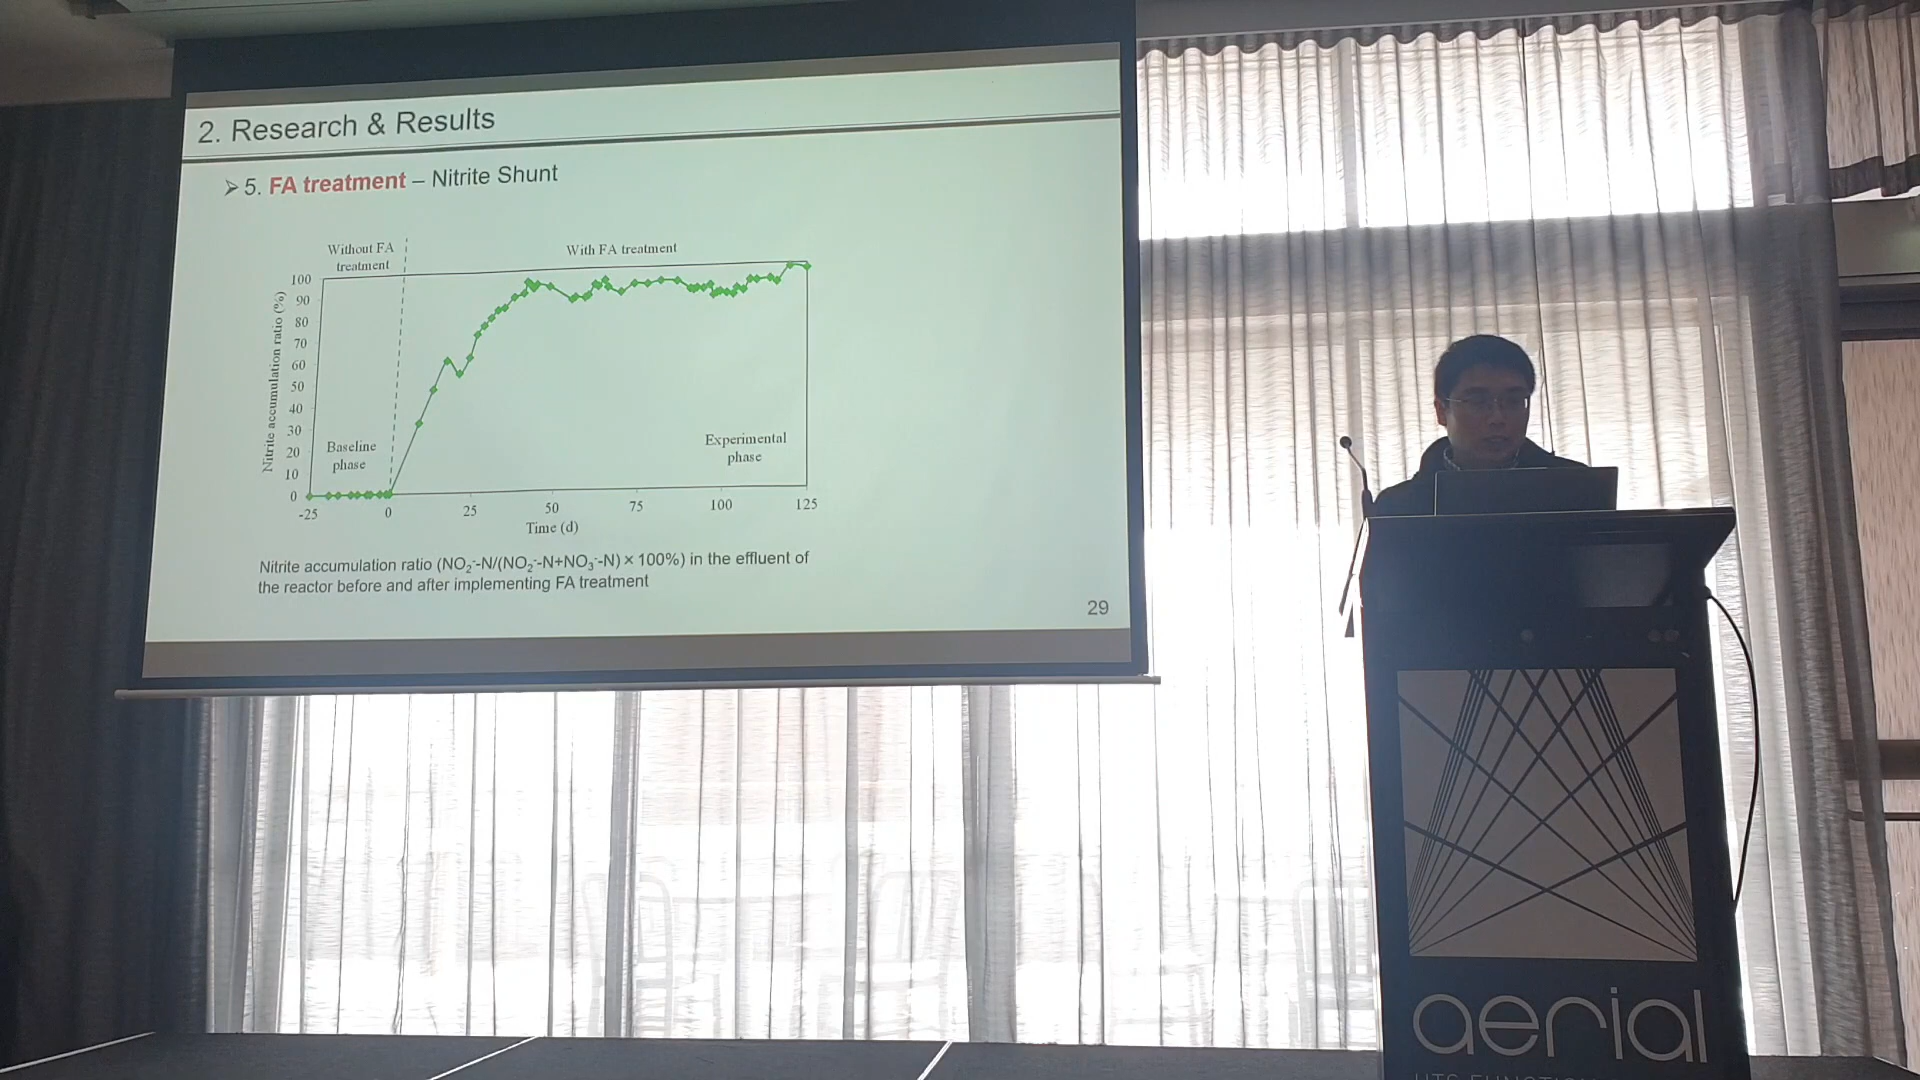 2. Research & Results
➢ 5. FA treatment – Nitrite Shunt
Without FA
treatment
With FA treatment
Nitrite accumulation ratio (%)
100
90
80
70
60
50
40
30
20
10
0
Baseline
phase
Experimental
phase
-25
0
25
50
75
100
125
Time (d)
Nitrite accumulation ratio (NO₂⁻-N/(NO₂⁻-N+NO₃⁻-N) × 100%) in the effluent of
the reactor before and after implementing FA treatment
29
aerial